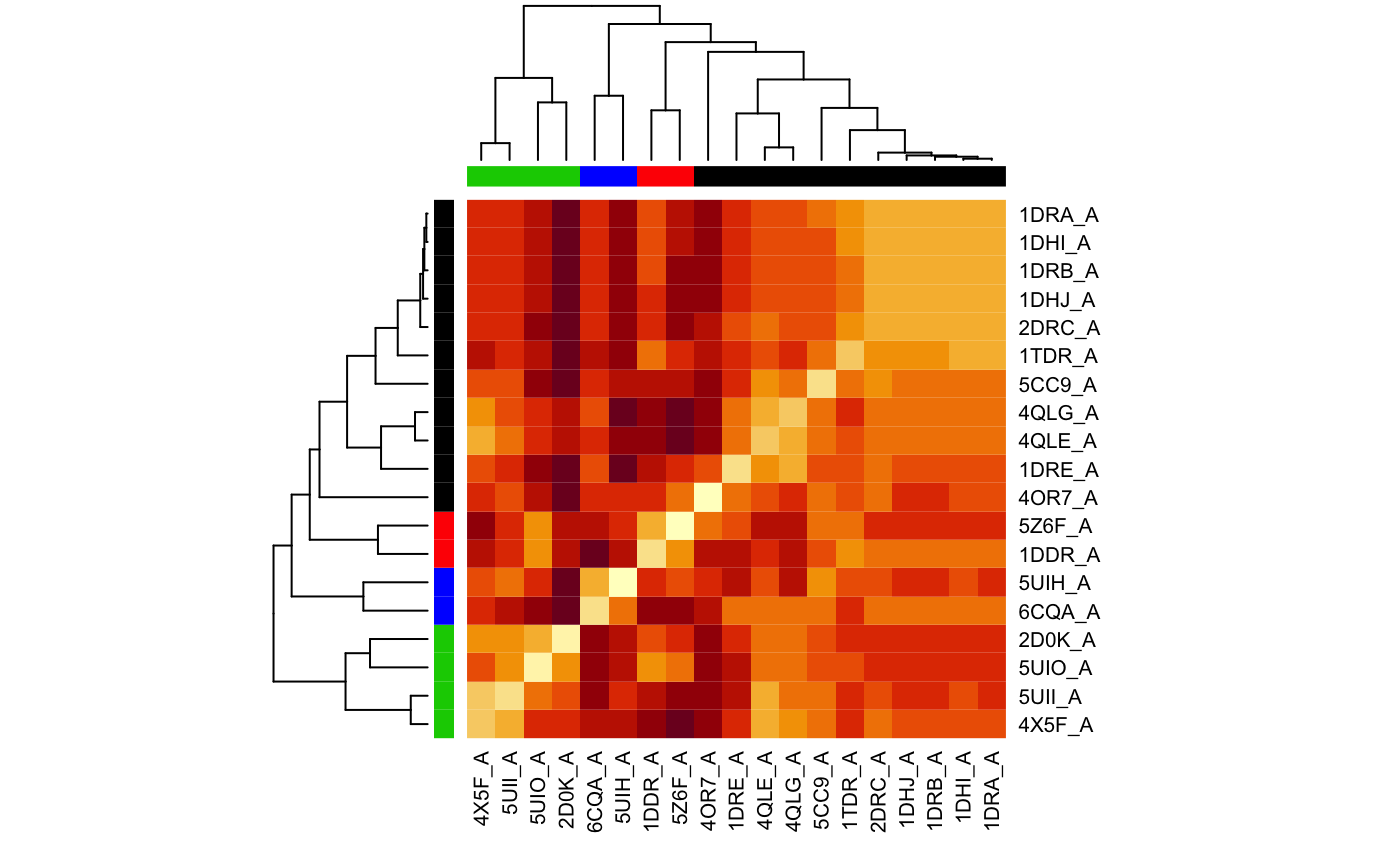 1DRA_A
1DHI_A
1DRB_A
1DHJ_A
2DRC_A
1TDR_A
5CC9_A
4QLG_A
4QLE_A
1DRE_A
4OR7_A
5Z6F_A
1DDR_A
5UIH_A
6CQA_A
2D0K_A
5UIO_A
5UII_A
4X5F_A
4X5F_A
5UII_A
5UIO_A
2D0K_A
6CQA_A
5UIH_A
1DDR_A
5Z6F_A
4OR7_A
1DRE_A
4QLE_A
4QLG_A
5CC9_A
1TDR_A
2DRC_A
1DHJ_A
1DRB_A
1DHI_A
1DRA_A